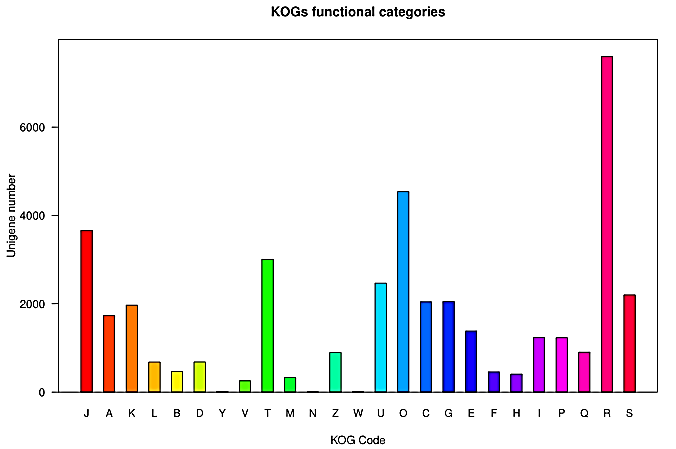 KOGs functional categories
Unigene number
6000
4000
2000
0
J A K L B D Y V T M N Z W U O C G E F H I P Q R S
KOG Code